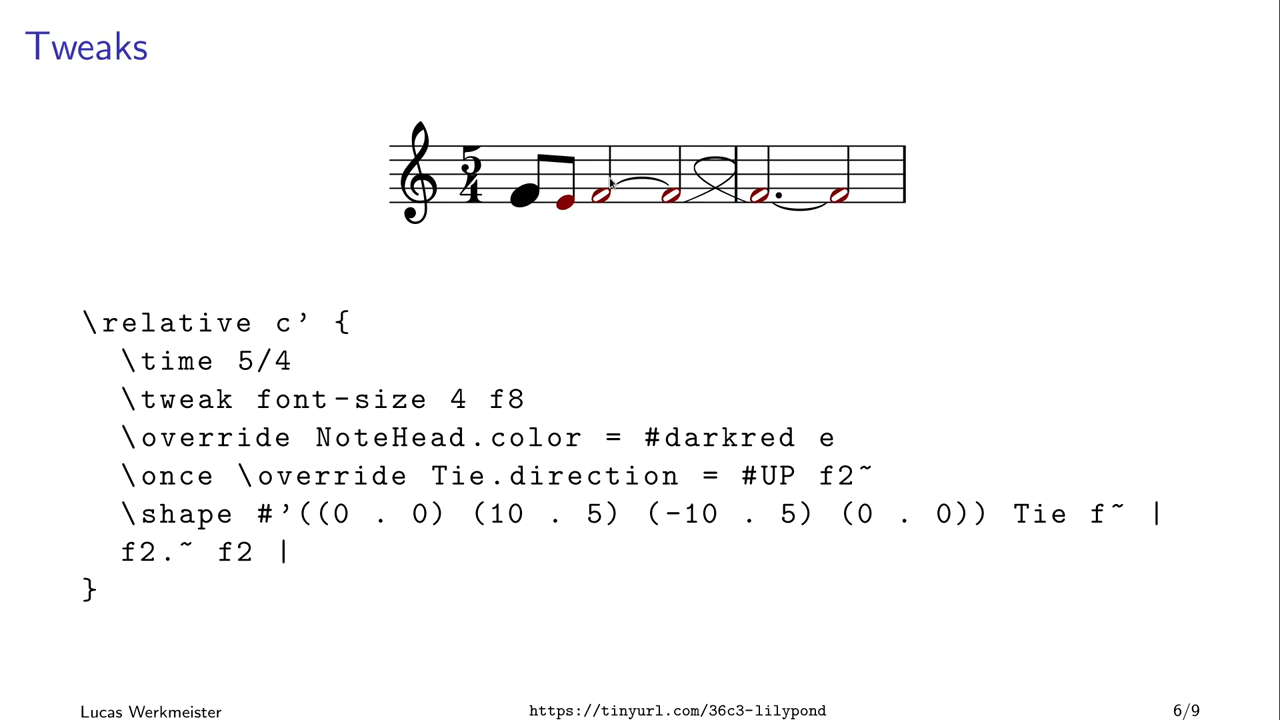 Tweaks
5
4
\relative c' {
\time 5/4
\tweak font-size 4 f8
\override NoteHead.color = #darkred e
\once \override Tie.direction = #UP f2~
\shape #'((0 . 0) (10 . 5) (-10 . 5) (0 . 0)) Tie f~ |
f2.~ f2 |
}
Lucas Werkmeister https://tinyurl.com/36c3-lilypond 6/9